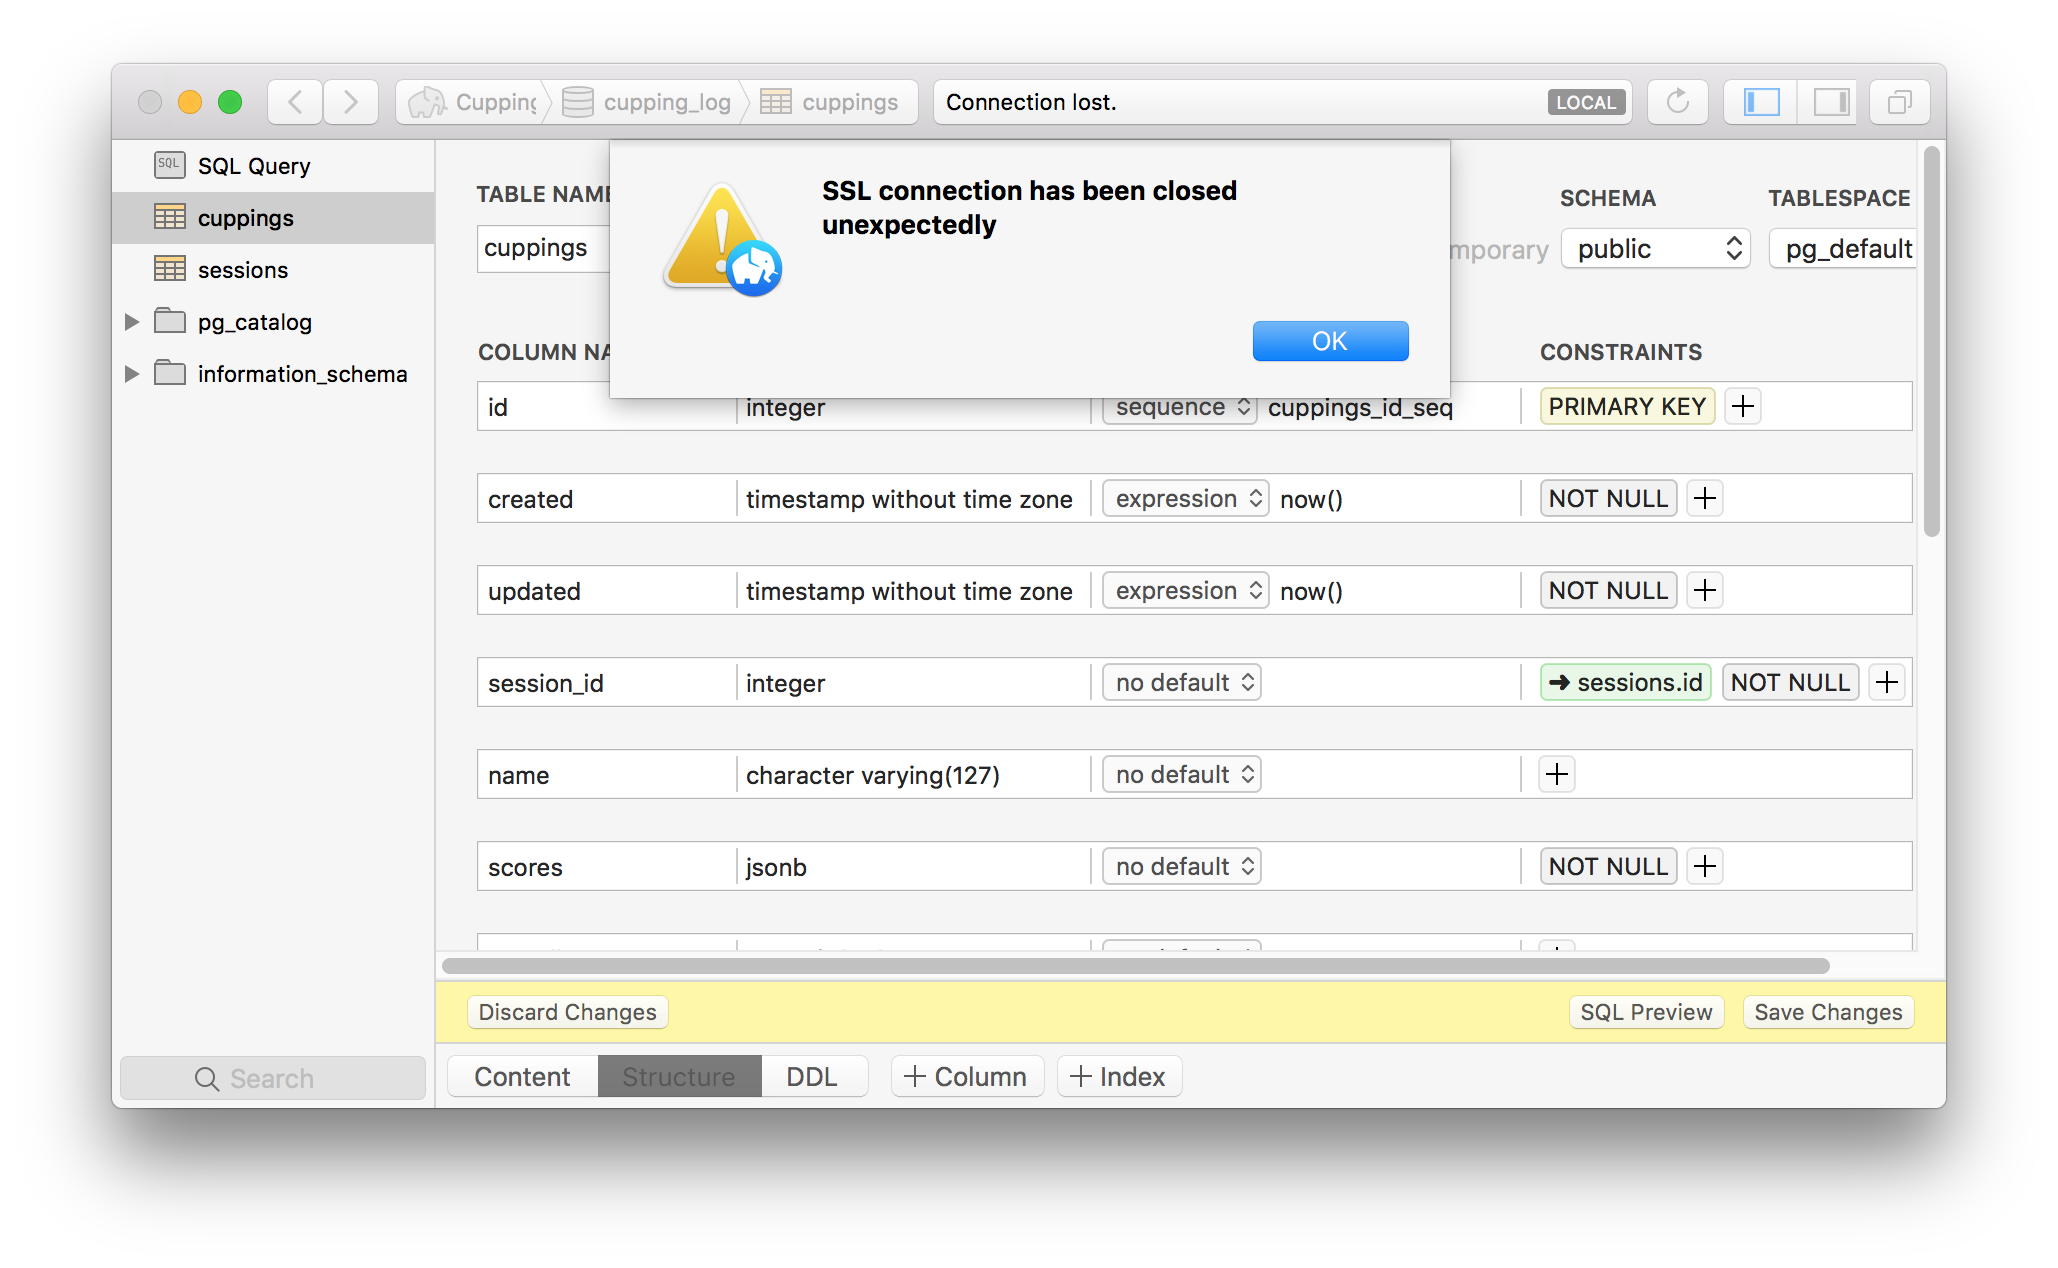 Cupping
cupping_log
cuppings
Connection lost.
LOCAL
SQL
SQL Query
cuppings
sessions
pg_catalog
information_schema
Search
SSL connection has been closed
unexpectedly
OK
TABLE NAME
SCHEMA
TABLESPACE
cuppings
mporary
public
pg_default
COLUMN NA
CONSTRAINTS
id integer sequence cuppings_id_seq PRIMARY KEY +
created timestamp without time zone expression now() NOT NULL +
updated timestamp without time zone expression now() NOT NULL +
session_id integer no default → sessions.id NOT NULL +
name character varying(127) no default +
scores jsonb no default NOT NULL +
Discard Changes
SQL Preview
Save Changes
Content
Structure
DDL
+ Column
+ Index